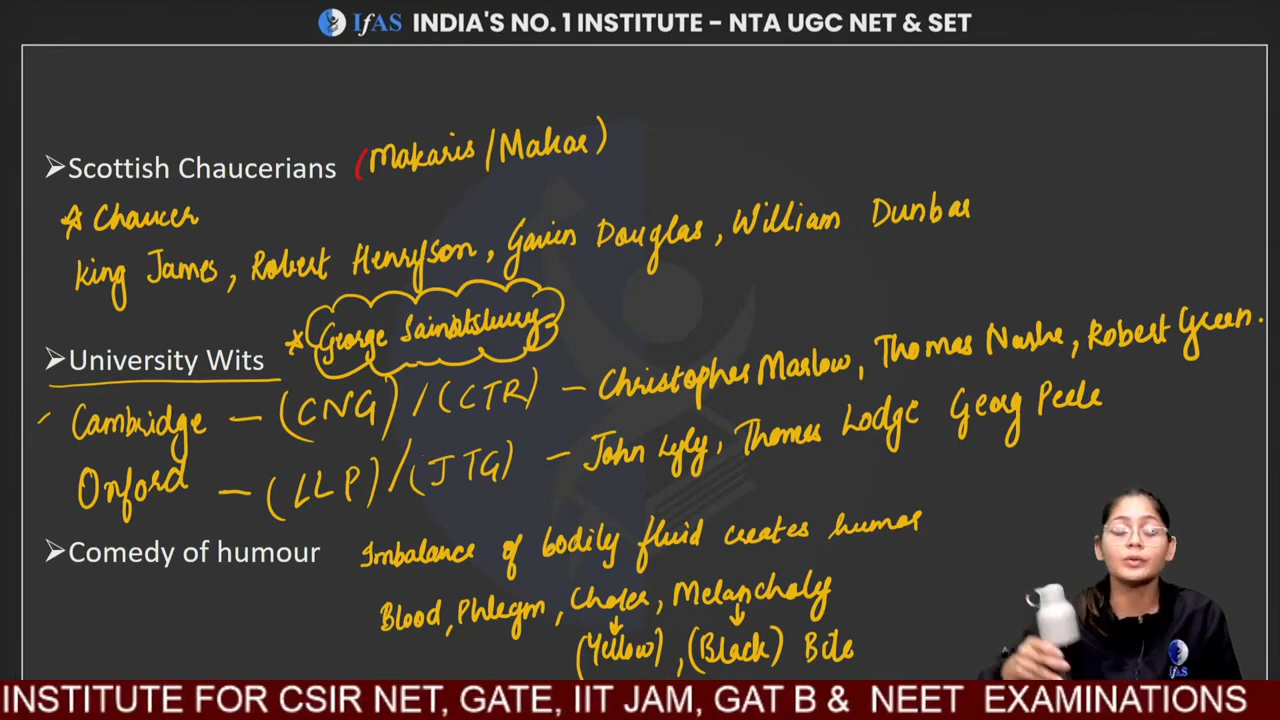 IfAS INDIA'S NO. 1 INSTITUTE – NTA UGC NET & SET
➢Scottish Chaucerians (Makaris/Makar)
☆ Chaucer
King James, Robert Henryson, Gavin Douglas, William Dunbar
* George Saintsbury
➢University Wits
Cambridge — (CNG) / (CTR) – Christopher Marlow, Thomas Nashe, Robert Green.
Oxford — (LLP) / (JTG) – John Lyly, Thomas Lodge Georg Peele
➢Comedy of humour Imbalance of bodily fluid creates humor
Blood, Phlegm, Choler, Melancholy
(Yellow), (Black) Bile
INSTITUTE FOR CSIR NET, GATE, IIT JAM, GAT B & NEET EXAMINATIONS